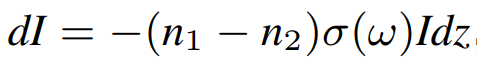 dI = −(n₁ − n₂)σ(ω)Idz.